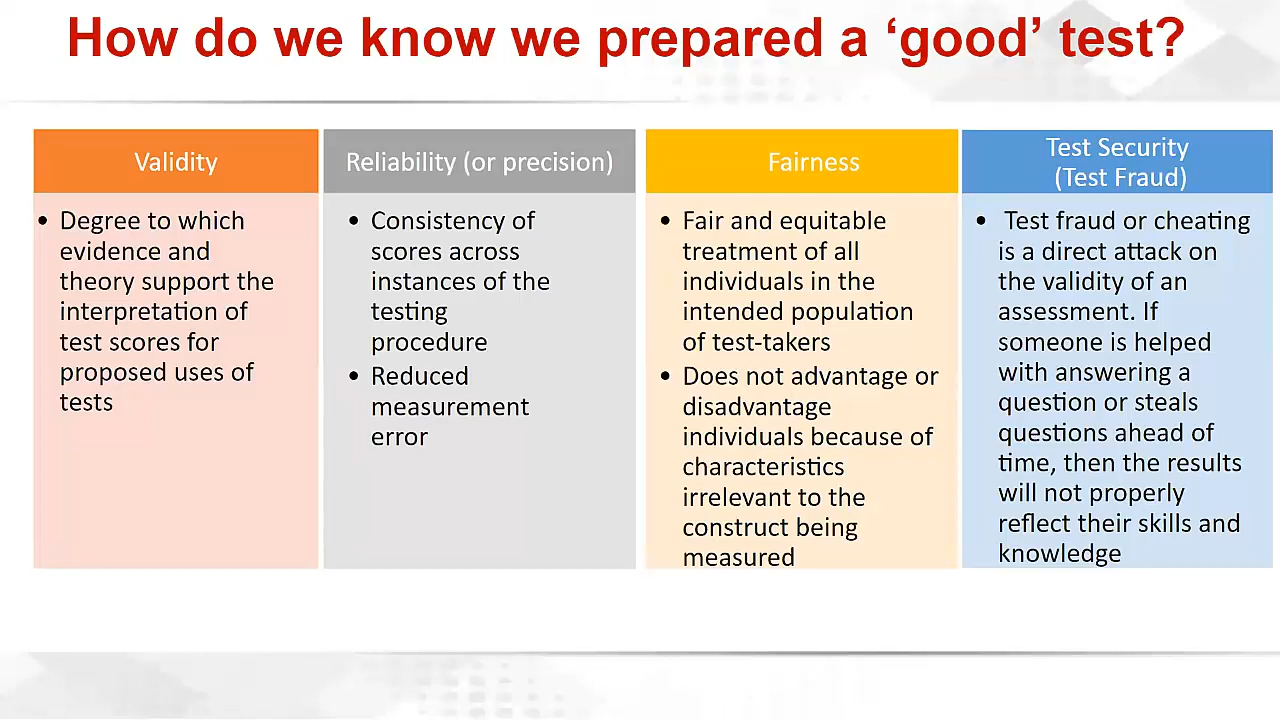 How do we know we prepared a ‘good’ test?
Validity
• Degree to which
evidence and
theory support the
interpretation of
test scores for
proposed uses of
tests
Reliability (or precision)
• Consistency of
scores across
instances of the
testing
procedure
• Reduced
measurement
error
Fairness
• Fair and equitable
treatment of all
individuals in the
intended population
of test-takers
• Does not advantage or
disadvantage
individuals because of
characteristics
irrelevant to the
construct being
measured
Test Security
(Test Fraud)
• Test fraud or cheating
is a direct attack on
the validity of an
assessment. If
someone is helped
with answering a
question or steals
questions ahead of
time, then the results
will not properly
reflect their skills and
knowledge